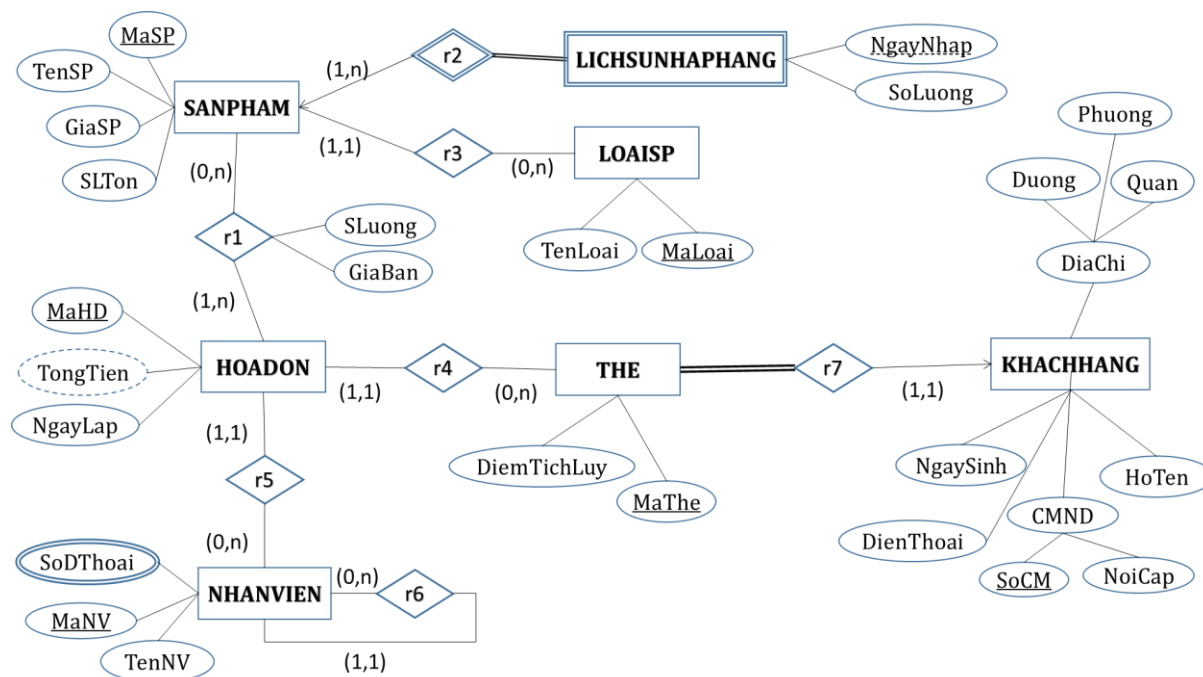 MaSP
TenSP
GiaSP
SLTon
SANPHAM
(1,n)
r2
LICHSUNHAPHANG
NgayNhap
SoLuong
(1,1)
r3
(0,n)
LOAISP
TenLoai
MaLoai
(0,n)
r1
SLuong
GiaBan
(1,n)
Phuong
Duong
Quan
DiaChi
MaHD
TongTien
NgayLap
HOADON
(1,1)
r4
(0,n)
THE
r7
(1,1)
KHACHHANG
DiemTichLuy
MaThe
NgaySinh
HoTen
DienThoai
CMND
SoCM
NoiCap
(1,1)
r5
(0,n)
SoDThoai
MaNV
TenNV
NHANVIEN
(0,n)
r6
(1,1)